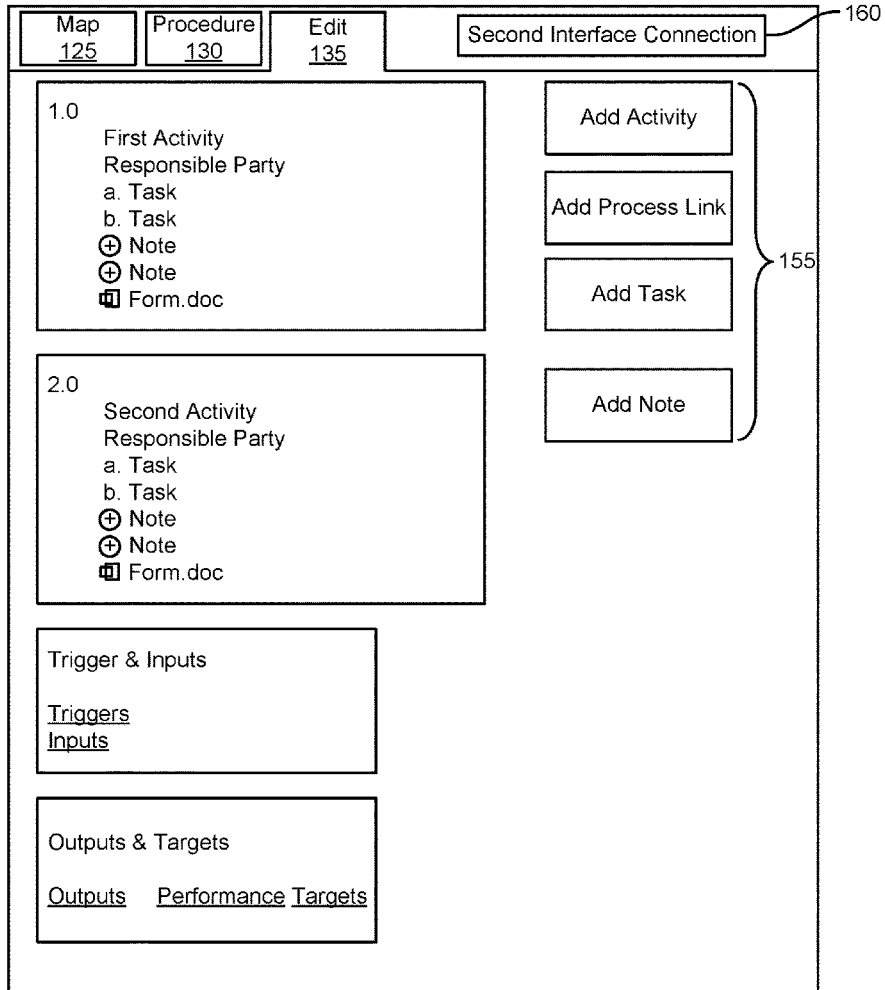 Map
125
Procedure
130
Edit
135
Second Interface Connection
160
1.0
First Activity
Responsible Party
a. Task
b. Task
Note
Note
Form.doc
Add Activity
Add Process Link
Add Task
Add Note
155
2.0
Second Activity
Responsible Party
a. Task
b. Task
Note
Note
Form.doc
Trigger & Inputs
Triggers
Inputs
Outputs & Targets
Outputs Performance Targets